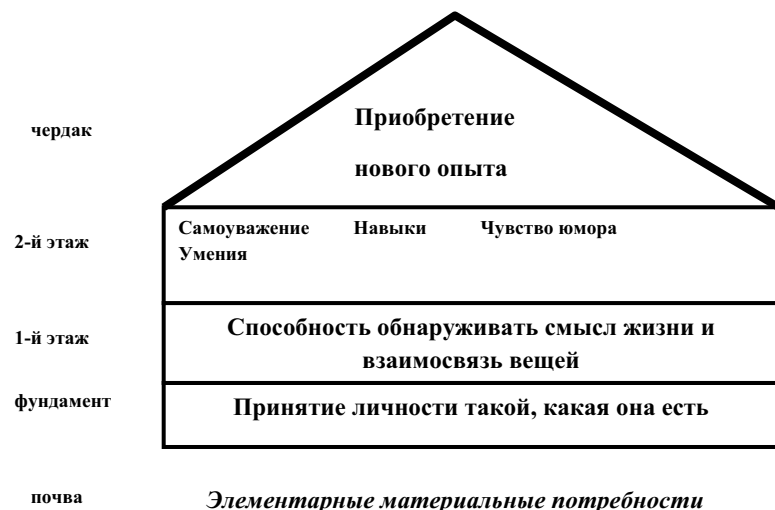 чердак
Приобретение
нового опыта
2-й этаж
Самоуважение Навыки Чувство юмора
Умения
1-й этаж
Способность обнаруживать смысл жизни и
взаимосвязь вещей
фундамент
Принятие личности такой, какая она есть
почва
Элементарные материальные потребности